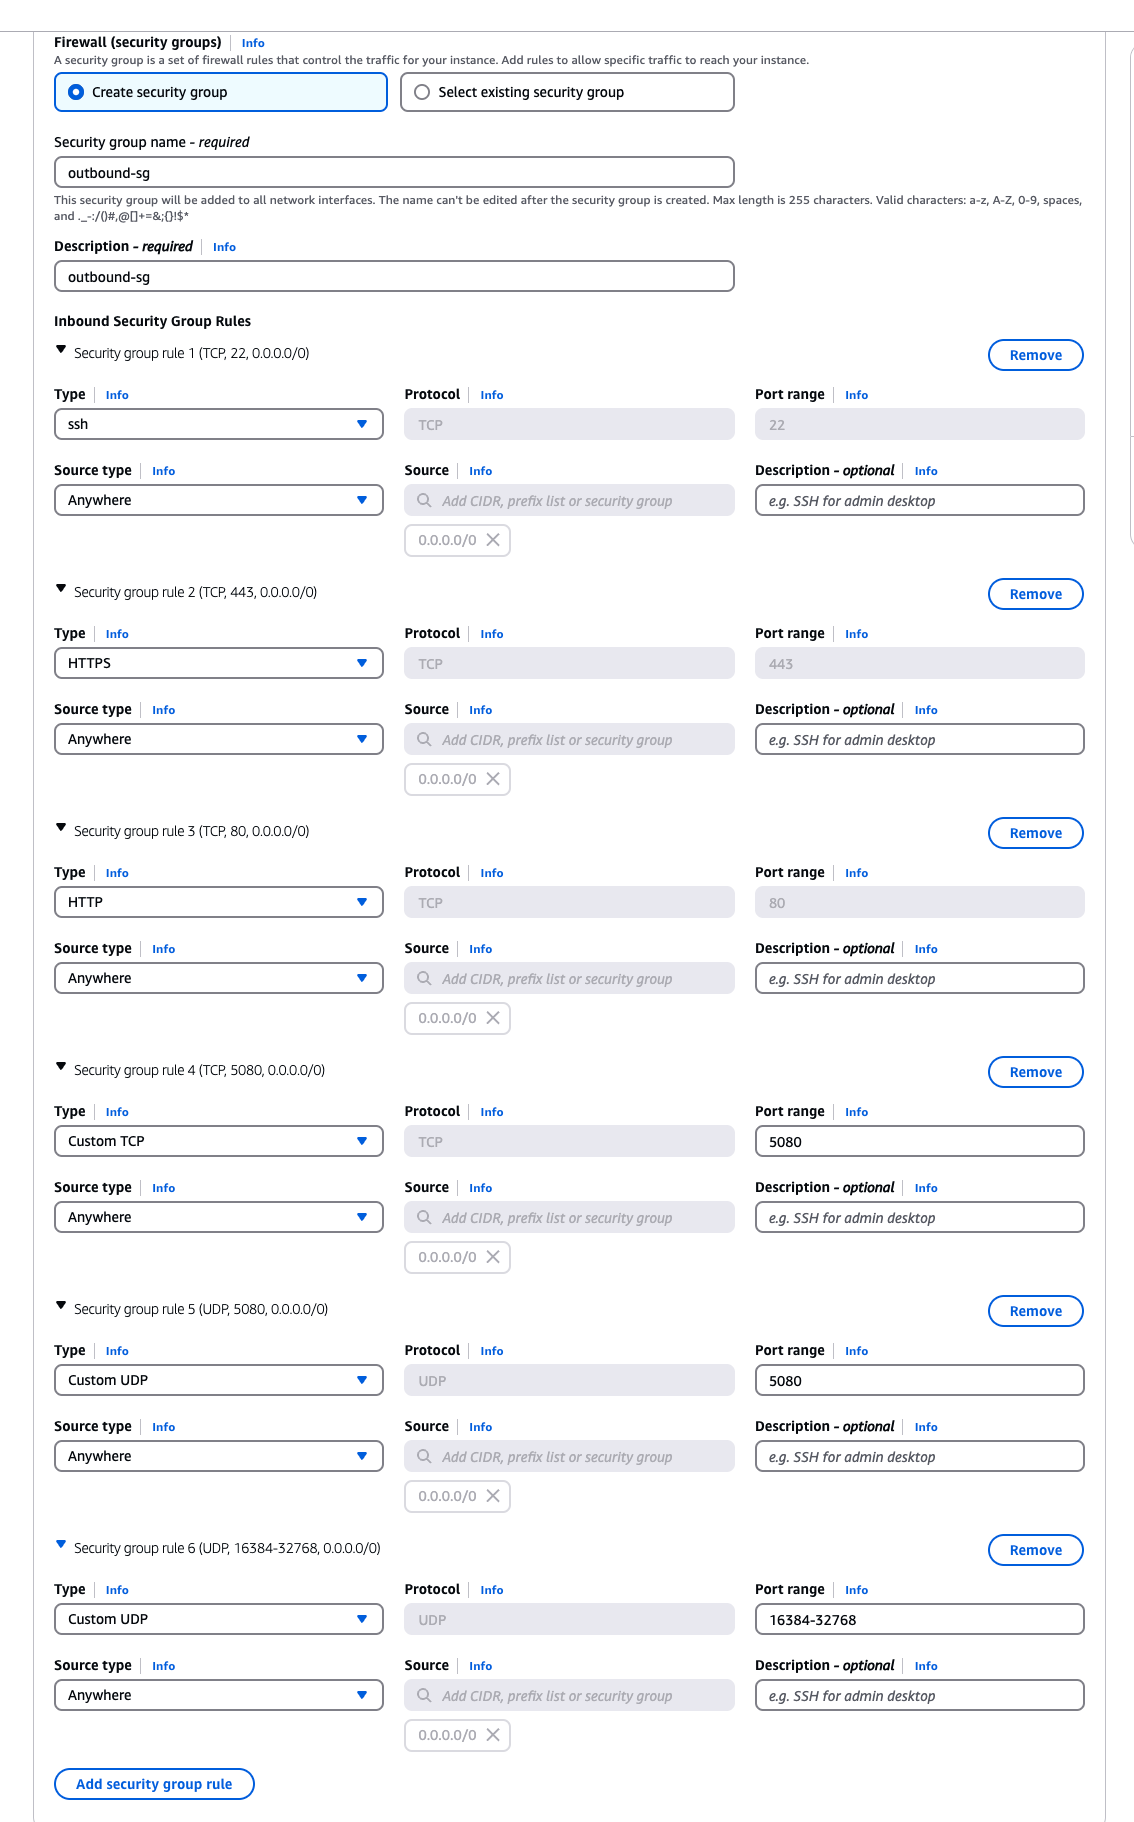 Firewall (security groups) Info
A security group is a set of firewall rules that control the traffic for your instance. Add rules to allow specific traffic to reach your instance.
Create security group Select existing security group
Security group name - required
outbound-sg
This security group will be added to all network interfaces. The name can't be edited after the security group is created. Max length is 255 characters. Valid characters: a-z, A-Z, 0-9, spaces,
and ._-:/()#,@[]+=&;{}!$*
Description - required Info
outbound-sg
Inbound Security Group Rules
Security group rule 1 (TCP, 22, 0.0.0.0/0) Remove
Type Info Protocol Info Port range Info
ssh TCP 22
Source type Info Source Info Description - optional Info
Anywhere Add CIDR, prefix list or security group e.g. SSH for admin desktop
0.0.0.0/0
Security group rule 2 (TCP, 443, 0.0.0.0/0) Remove
Type Info Protocol Info Port range Info
HTTPS TCP 443
Source type Info Source Info Description - optional Info
Anywhere Add CIDR, prefix list or security group e.g. SSH for admin desktop
0.0.0.0/0
Security group rule 3 (TCP, 80, 0.0.0.0/0) Remove
Type Info Protocol Info Port range Info
HTTP TCP 80
Source type Info Source Info Description - optional Info
Anywhere Add CIDR, prefix list or security group e.g. SSH for admin desktop
0.0.0.0/0
Security group rule 4 (TCP, 5080, 0.0.0.0/0) Remove
Type Info Protocol Info Port range Info
Custom TCP TCP 5080
Source type Info Source Info Description - optional Info
Anywhere Add CIDR, prefix list or security group e.g. SSH for admin desktop
0.0.0.0/0
Security group rule 5 (UDP, 5080, 0.0.0.0/0) Remove
Type Info Protocol Info Port range Info
Custom UDP UDP 5080
Source type Info Source Info Description - optional Info
Anywhere Add CIDR, prefix list or security group e.g. SSH for admin desktop
0.0.0.0/0
Security group rule 6 (UDP, 16384-32768, 0.0.0.0/0) Remove
Type Info Protocol Info Port range Info
Custom UDP UDP 16384-32768
Source type Info Source Info Description - optional Info
Anywhere Add CIDR, prefix list or security group e.g. SSH for admin desktop
0.0.0.0/0
Add security group rule